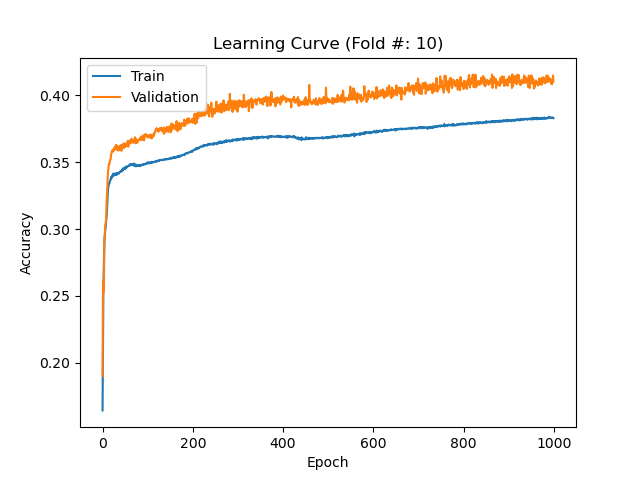 Learning Curve (Fold #: 10)
Train
Validation
0.40
0.35
0.30
0.25
0.20
Accuracy
0 200 400 600 800 1000
Epoch